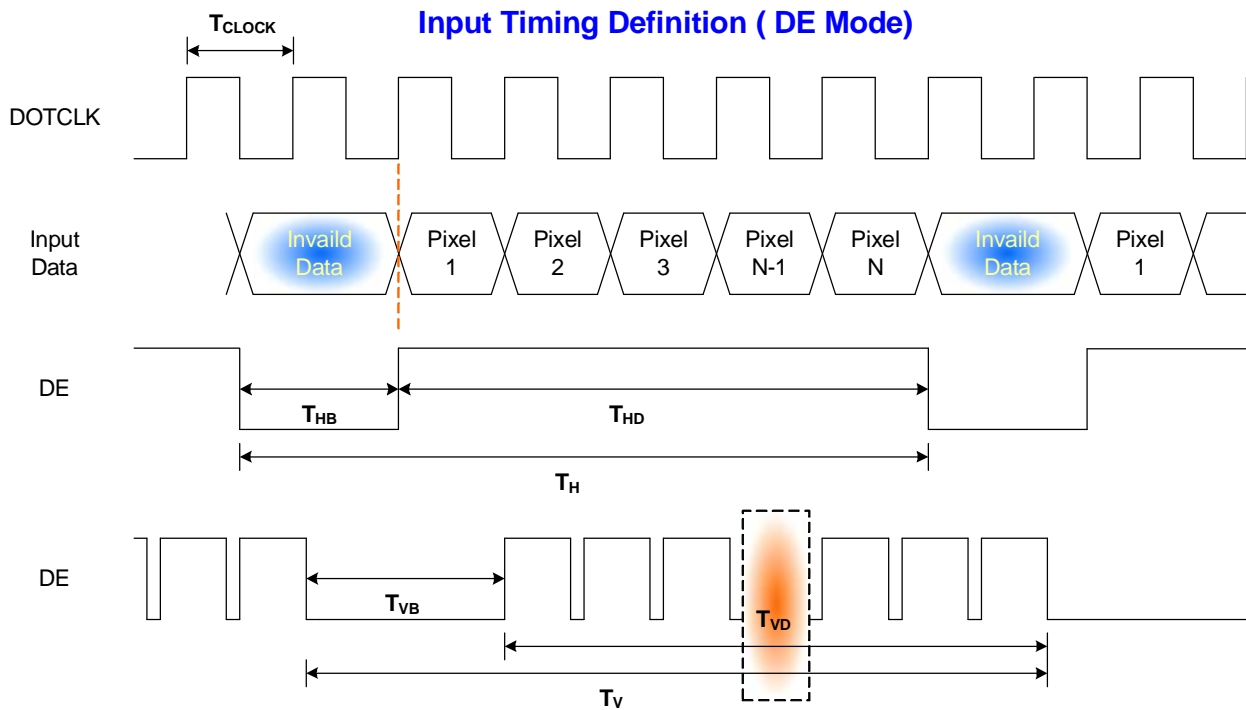 Input Timing Definition ( DE Mode)
TCLOCK
DOTCLK
Input
Data
Invaild
Data
Pixel
1
Pixel
2
Pixel
3
Pixel
N-1
Pixel
N
Invaild
Data
Pixel
1
DE
THB
THD
TH
DE
TVB
TVD
TV